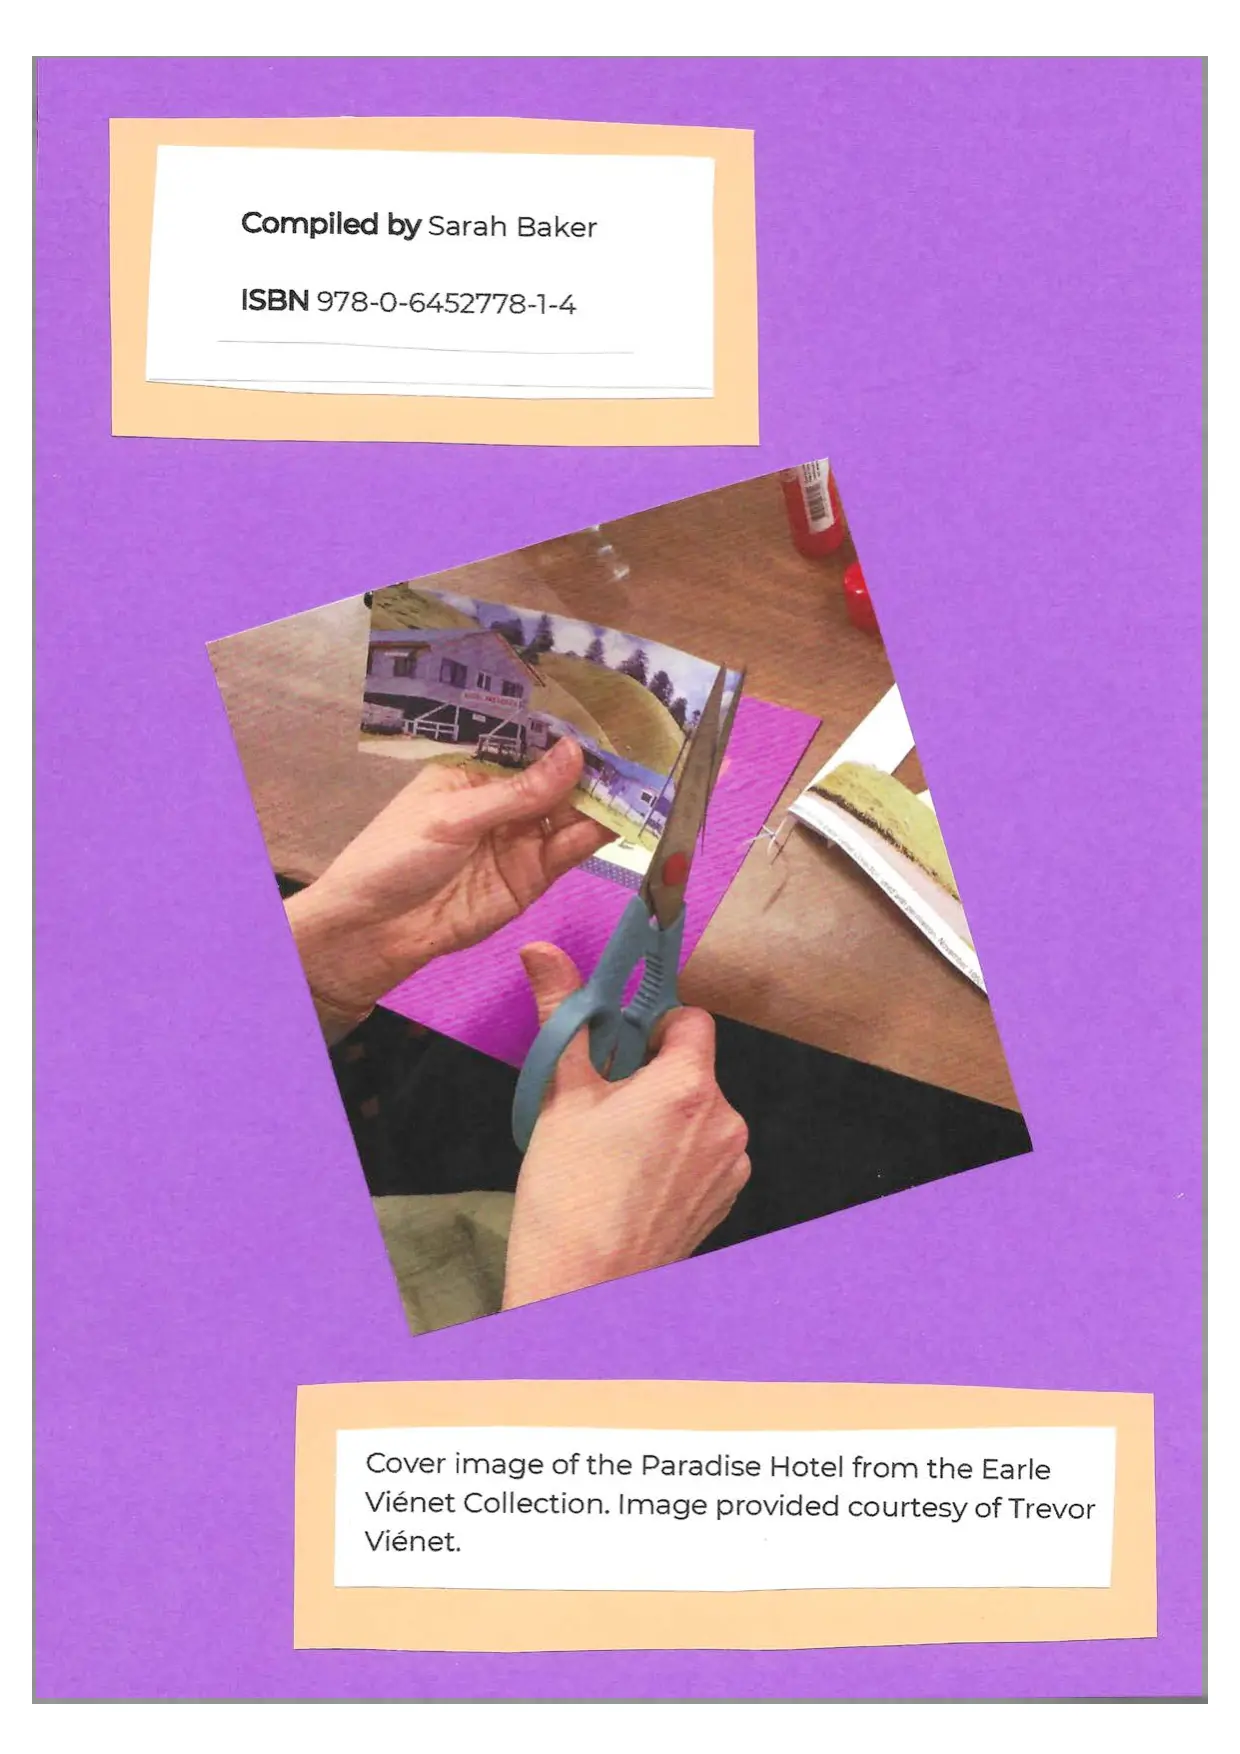 Compiled by Sarah Baker
ISBN 978-0-6452778-1-4
Cover image of the Paradise Hotel from the Earle
Viénet Collection. Image provided courtesy of Trevor
Viénet.